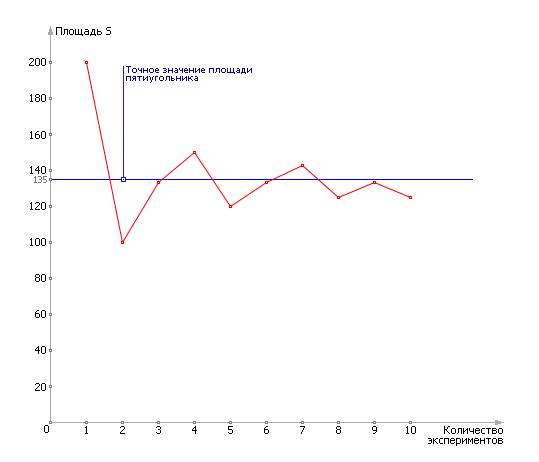 Площадь S
200
Точное значение площади
пятиугольника
180
160
140
135
120
100
80
60
40
20
0 1 2 3 4 5 6 7 8 9 10 Количество
экспериментов